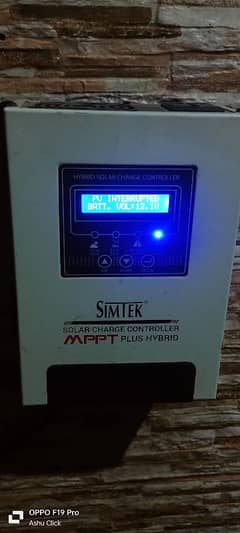 HYBRID SOLAR CHARGE CONTROLLER
PV INTERRUPTED
BATT. VOL:12.1V
SIMTEK
SOLAR CHARGE CONTROLLER
MPPT PLUS HYBRID
OPPO F19 Pro
Ashu Click